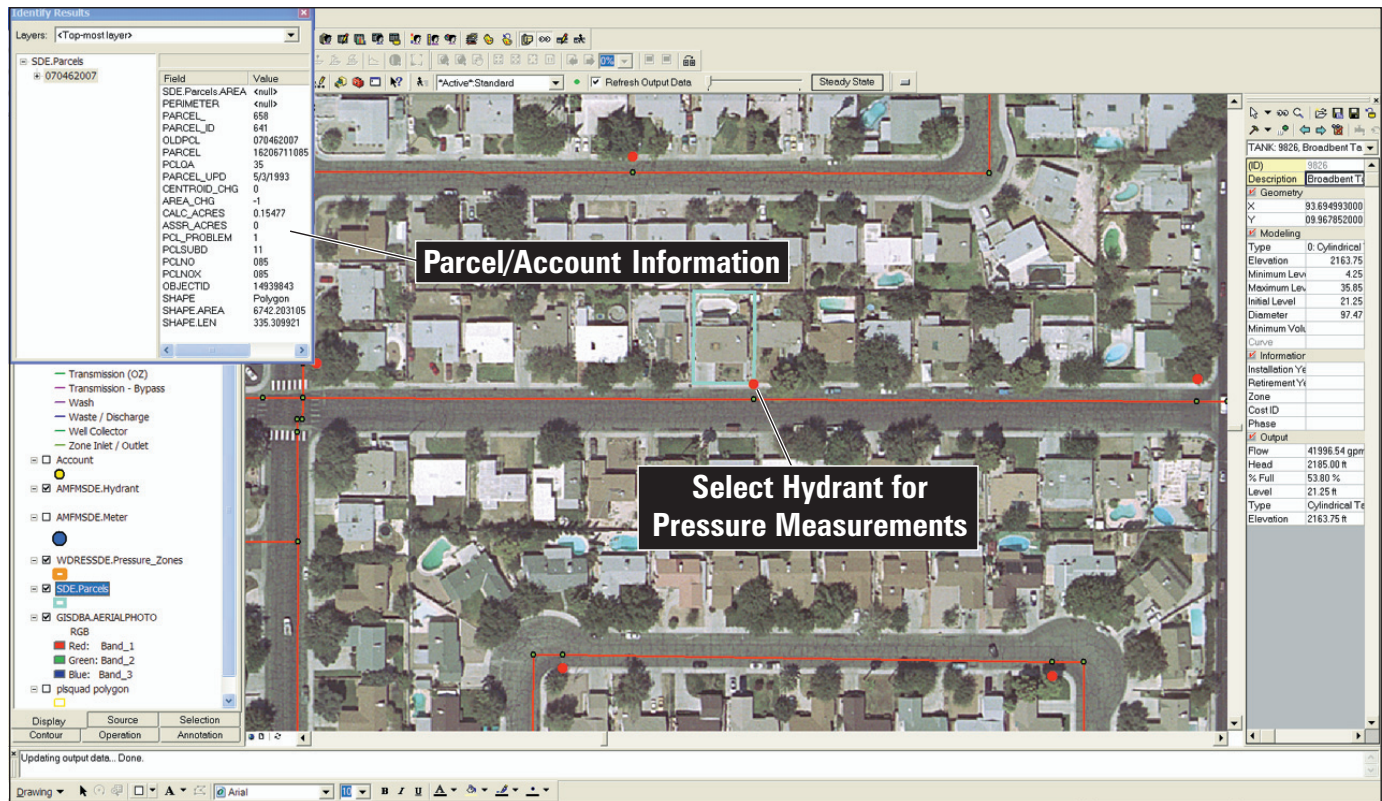 Identify Results
Layers: <Top-most layer>
SDE.Parcels
070462007
Field Value
SDE.Parcels.AREA <null>
PERIMETER <null>
PARCEL_ 658
PARCEL_ID 641
OLDPCL 070462007
PARCEL 16206711085
PCLQA 35
PARCEL_UPD 5/3/1993
CENTROID_CHG 0
AREA_CHG -1
CALC_ACRES 0.15477
ASSR_ACRES 0
PCL_PROBLEM 1
PCLSUBD 11
PCLNO 085
PCLNOX 085
OBJECTID 14939843
SHAPE Polygon
SHAPE.AREA 6742.203105
SHAPE.LEN 335.309921
0%
*Active*:Standard
Refresh Output Data
Steady State
Parcel/Account Information
Select Hydrant for
Pressure Measurements
Transmission (OZ)
Transmission - Bypass
Wash
Waste / Discharge
Well Collector
Zone Inlet / Outlet
Account
AMFMSDE.Hydrant
AMFMSDE.Meter
WDRESSDE.Pressure_Zones
SDE.Parcels
GISDBA.AERIALPHOTO
RGB
Red: Band_1
Green: Band_2
Blue: Band_3
plsquad polygon
Display Source Selection
Contour Operation Annotation
TANK: 9826, Broadbent Ta
(ID) 9826
Description Broadbent T
Geometry
X 93.694993000
Y 09.967852000
Modeling
Type 0: Cylindrical
Elevation 2163.75
Minimum Lev 4.25
Maximum Lev 35.85
Initial Level 21.25
Diameter 97.47
Minimum Volu
Curve
Information
Installation Ye
Retirement Ye
Zone
Cost ID
Phase
Output
Flow 41996.54 gpm
Head 2185.00 ft
% Full 53.80 %
Level 21.25 ft
Type Cylindrical Ta
Elevation 2163.75 ft
Updating output data... Done.
Drawing A Arial 10 B I U A